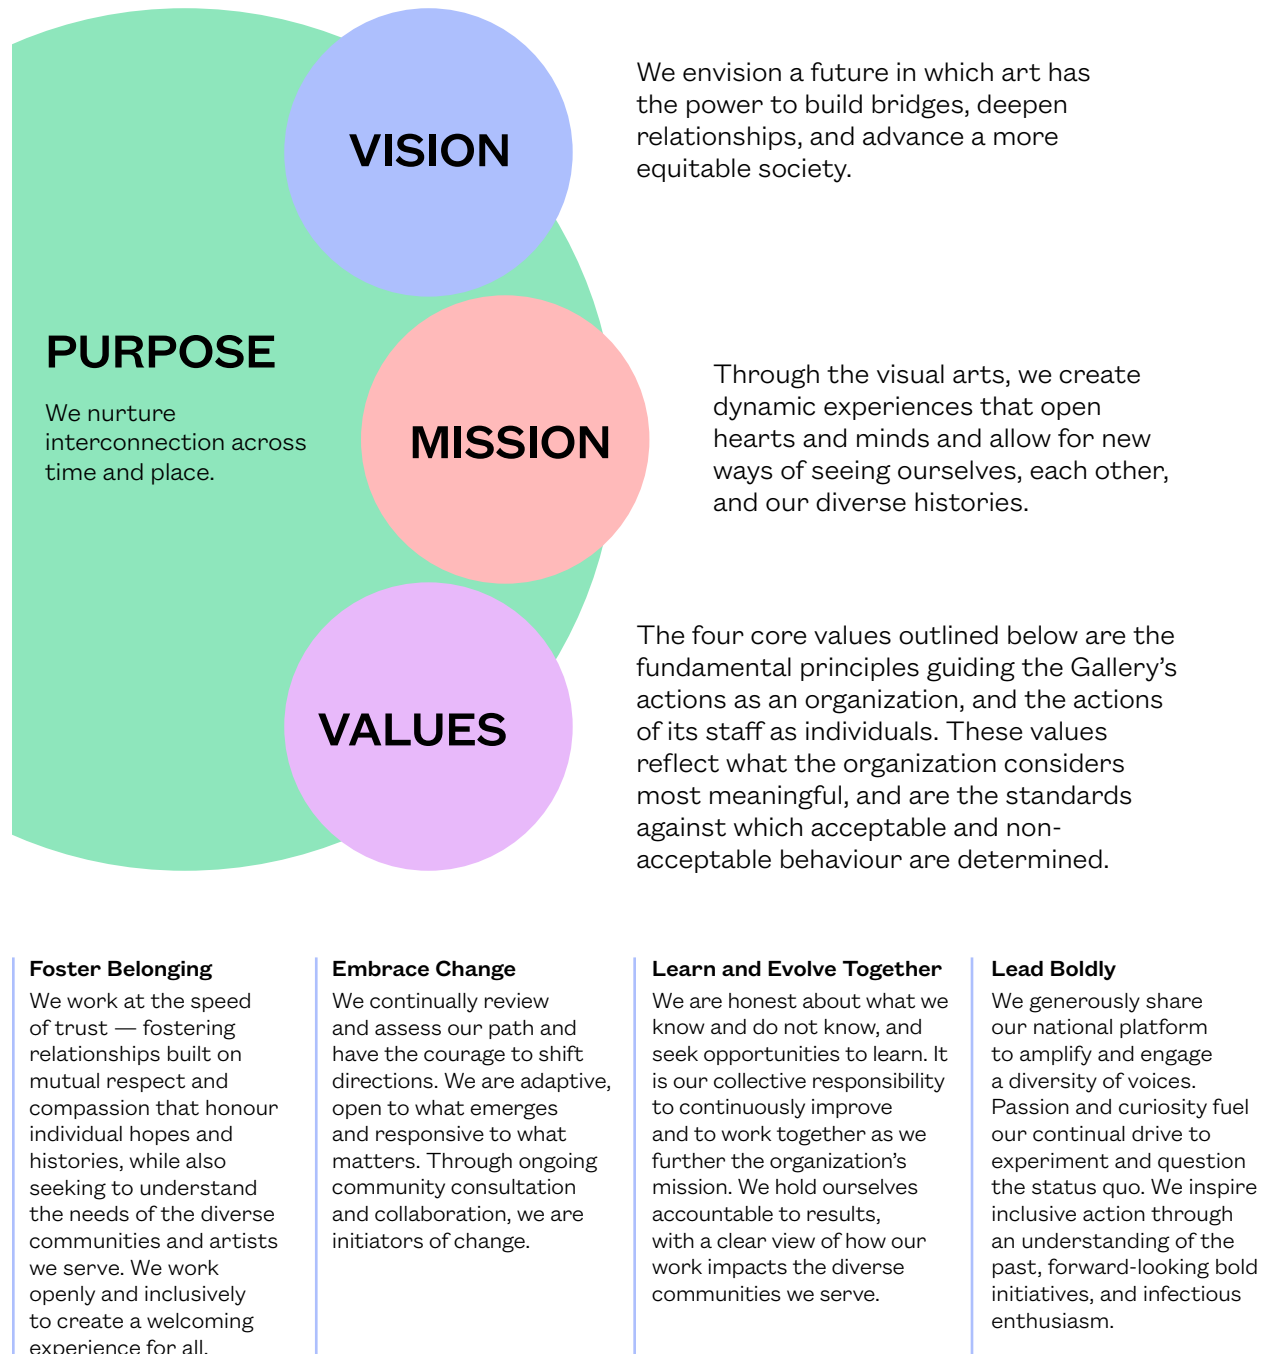 VISION
We envision a future in which art has
the power to build bridges, deepen
relationships, and advance a more
equitable society.
PURPOSE
We nurture
interconnection across
time and place.
MISSION
Through the visual arts, we create
dynamic experiences that open
hearts and minds and allow for new
ways of seeing ourselves, each other,
and our diverse histories.
VALUES
The four core values outlined below are the
fundamental principles guiding the Gallery’s
actions as an organization, and the actions
of its staff as individuals. These values
reflect what the organization considers
most meaningful, and are the standards
against which acceptable and non-
acceptable behaviour are determined.
Foster Belonging
We work at the speed
of trust — fostering
relationships built on
mutual respect and
compassion that honour
individual hopes and
histories, while also
seeking to understand
the needs of the diverse
communities and artists
we serve. We work
openly and inclusively
to create a welcoming
experience for all.
Embrace Change
We continually review
and assess our path and
have the courage to shift
directions. We are adaptive,
open to what emerges
and responsive to what
matters. Through ongoing
community consultation
and collaboration, we are
initiators of change.
Learn and Evolve Together
We are honest about what we
know and do not know, and
seek opportunities to learn. It
is our collective responsibility
to continuously improve
and to work together as we
further the organization’s
mission. We hold ourselves
accountable to results,
with a clear view of how our
work impacts the diverse
communities we serve.
Lead Boldly
We generously share
our national platform
to amplify and engage
a diversity of voices.
Passion and curiosity fuel
our continual drive to
experiment and question
the status quo. We inspire
inclusive action through
an understanding of the
past, forward-looking bold
initiatives, and infectious
enthusiasm.